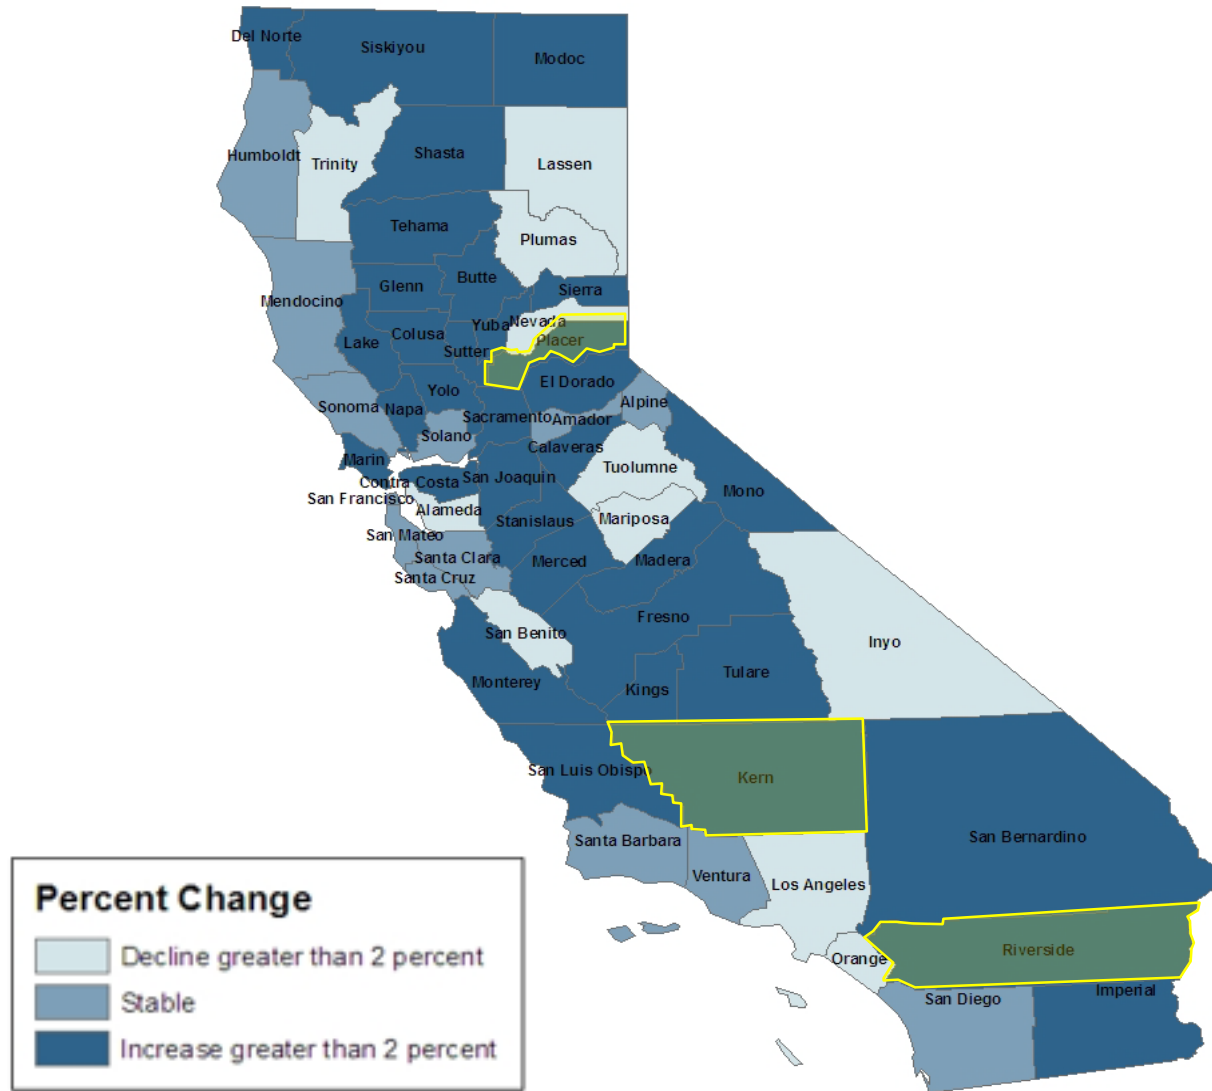 Del Norte
Siskiyou
Modoc
Humboldt
Trinity
Shasta
Lassen
Tehama
Plumas
Butte
Glenn
Sierra
Mendocino
Nevada
Yuba
Colusa
Placer
Lake
Sutter
El Dorado
Yolo
Alpine
Sonoma
Napa
Sacramento
Amador
Solano
Calaveras
Marin
Tuolumne
San Joaquin
Contra Costa
Mono
San Francisco
Alameda
Mariposa
Stanislaus
San Mateo
Santa Clara
Merced
Madera
Santa Cruz
Fresno
San Benito
Inyo
Tulare
Monterey
Kings
San Luis Obispo
Kern
San Bernardino
Santa Barbara
Ventura
Los Angeles
Riverside
Orange
Imperial
San Diego
Percent Change
Decline greater than 2 percent
Stable
Increase greater than 2 percent